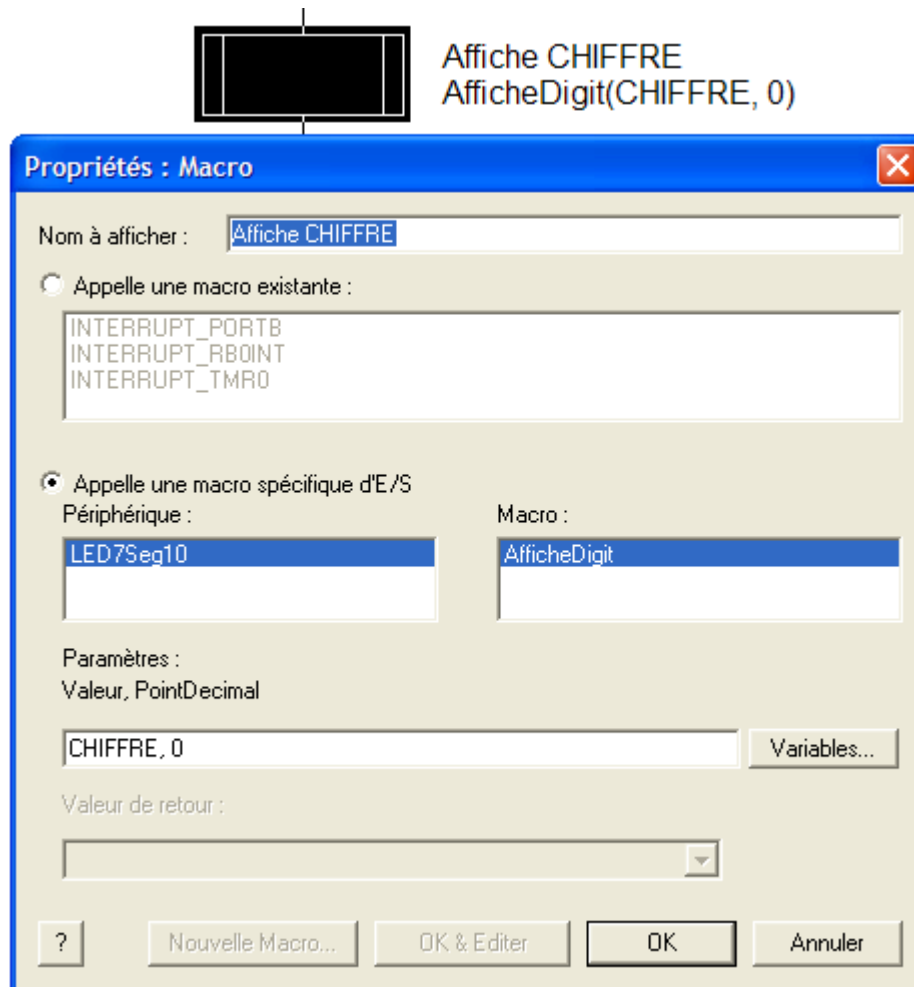 Affiche CHIFFRE
AfficheDigit(CHIFFRE, 0)
Propriétés : Macro
Nom à afficher :
Affiche CHIFFRE
Appelle une macro existante :
INTERRUPT_PORTB
INTERRUPT_RB0INT
INTERRUPT_TMR0
Appelle une macro spécifique d'E/S
Périphérique :
Macro :
LED7Seg10
AfficheDigit
Paramètres :
Valeur, PointDecimal
CHIFFRE, 0
Variables...
Valeur de retour :
?
Nouvelle Macro...
OK & Editer
OK
Annuler